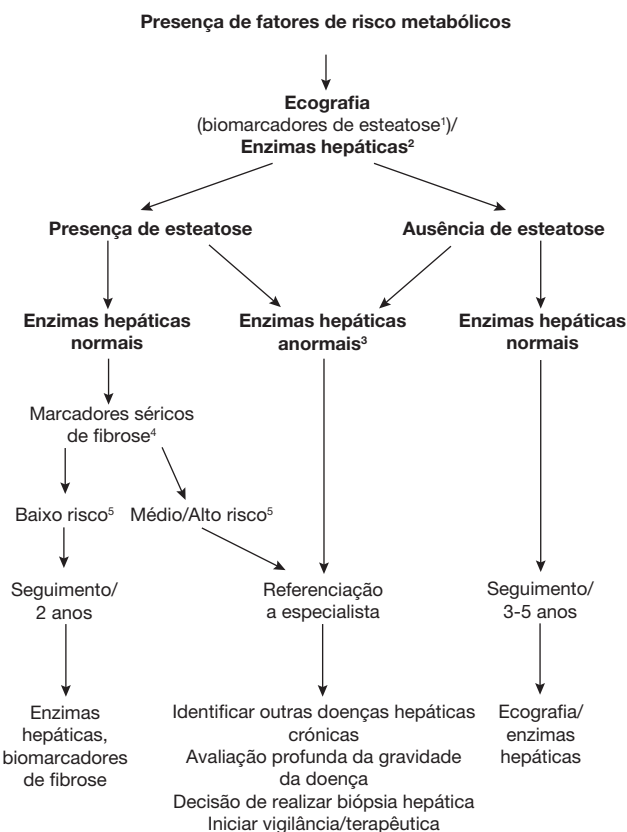 Presença de fatores de risco metabólicos
Ecografia
(biomarcadores de esteatose¹)/
Enzimas hepáticas²
Presença de esteatose
Ausência de esteatose
Enzimas hepáticas
normais
Enzimas hepáticas
anormais³
Enzimas hepáticas
normais
Marcadores séricos
de fibrose⁴
Baixo risco⁵
Médio/Alto risco⁵
Seguimento/
2 anos
Referenciação
a especialista
Seguimento/
3-5 anos
Enzimas
hepáticas,
biomarcadores
de fibrose
Identificar outras doenças hepáticas
crónicas
Avaliação profunda da gravidade
da doença
Decisão de realizar biópsia hepática
Iniciar vigilância/terapêutica
Ecografia/
enzimas
hepáticas